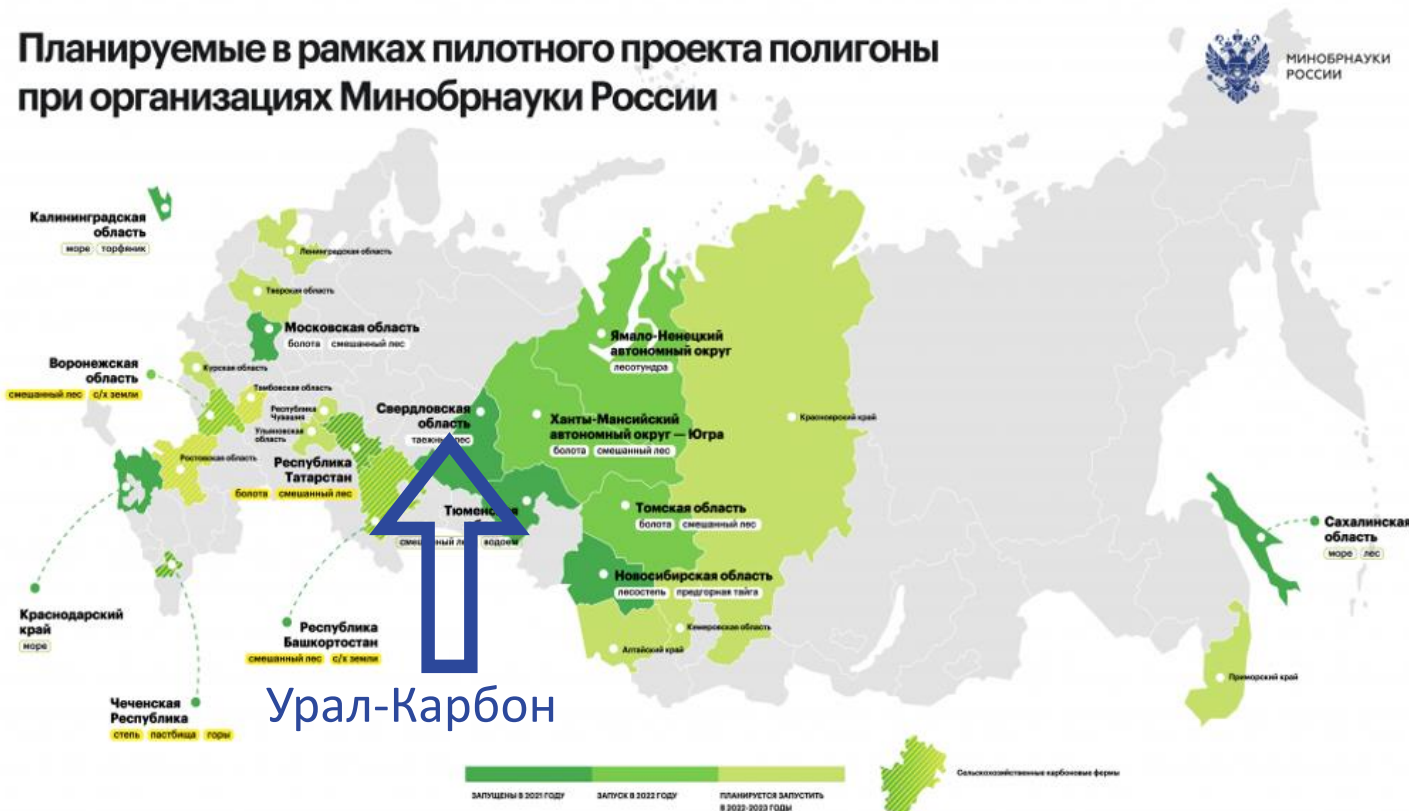 Планируемые в рамках пилотного проекта полигоны
при организациях Минобрнауки России
МИНОБРНАУКИ
РОССИИ
Калининградская
область
море торфяник
Ленинградская область
Тверская область
Московская область
болота смешанный лес
Воронежская
область
смешанный лес с/х земли
Курская область
Тамбовская область
Республика
Чувашия
Ульяновская
область
Ростовская область
Республика
Татарстан
болота смешанный лес
Свердловская
область
Ямало-Ненецкий
автономный округ
лесотундра
Ханты-Мансийский
автономный округ — Югра
болота смешанный лес
Красноярский край
Томская область
болота смешанный лес
Новосибирская область
лесостепь предгорная тайга
Кемеровская область
Алтайский край
Сахалинская
область
море лес
Приморский край
Краснодарский
край
море
Республика
Башкортостан
смешанный лес с/х земли
Чеченская
Республика
степь пастбища горы
Урал-Карбон
ЗАПУЩЕНЫ В 2021 ГОДУ
ЗАПУСК В 2022 ГОДУ
ПЛАНИРУЕТСЯ ЗАПУСТИТЬ
В 2022-2023 ГОДЫ
Сельскохозяйственные карбоновые фермы